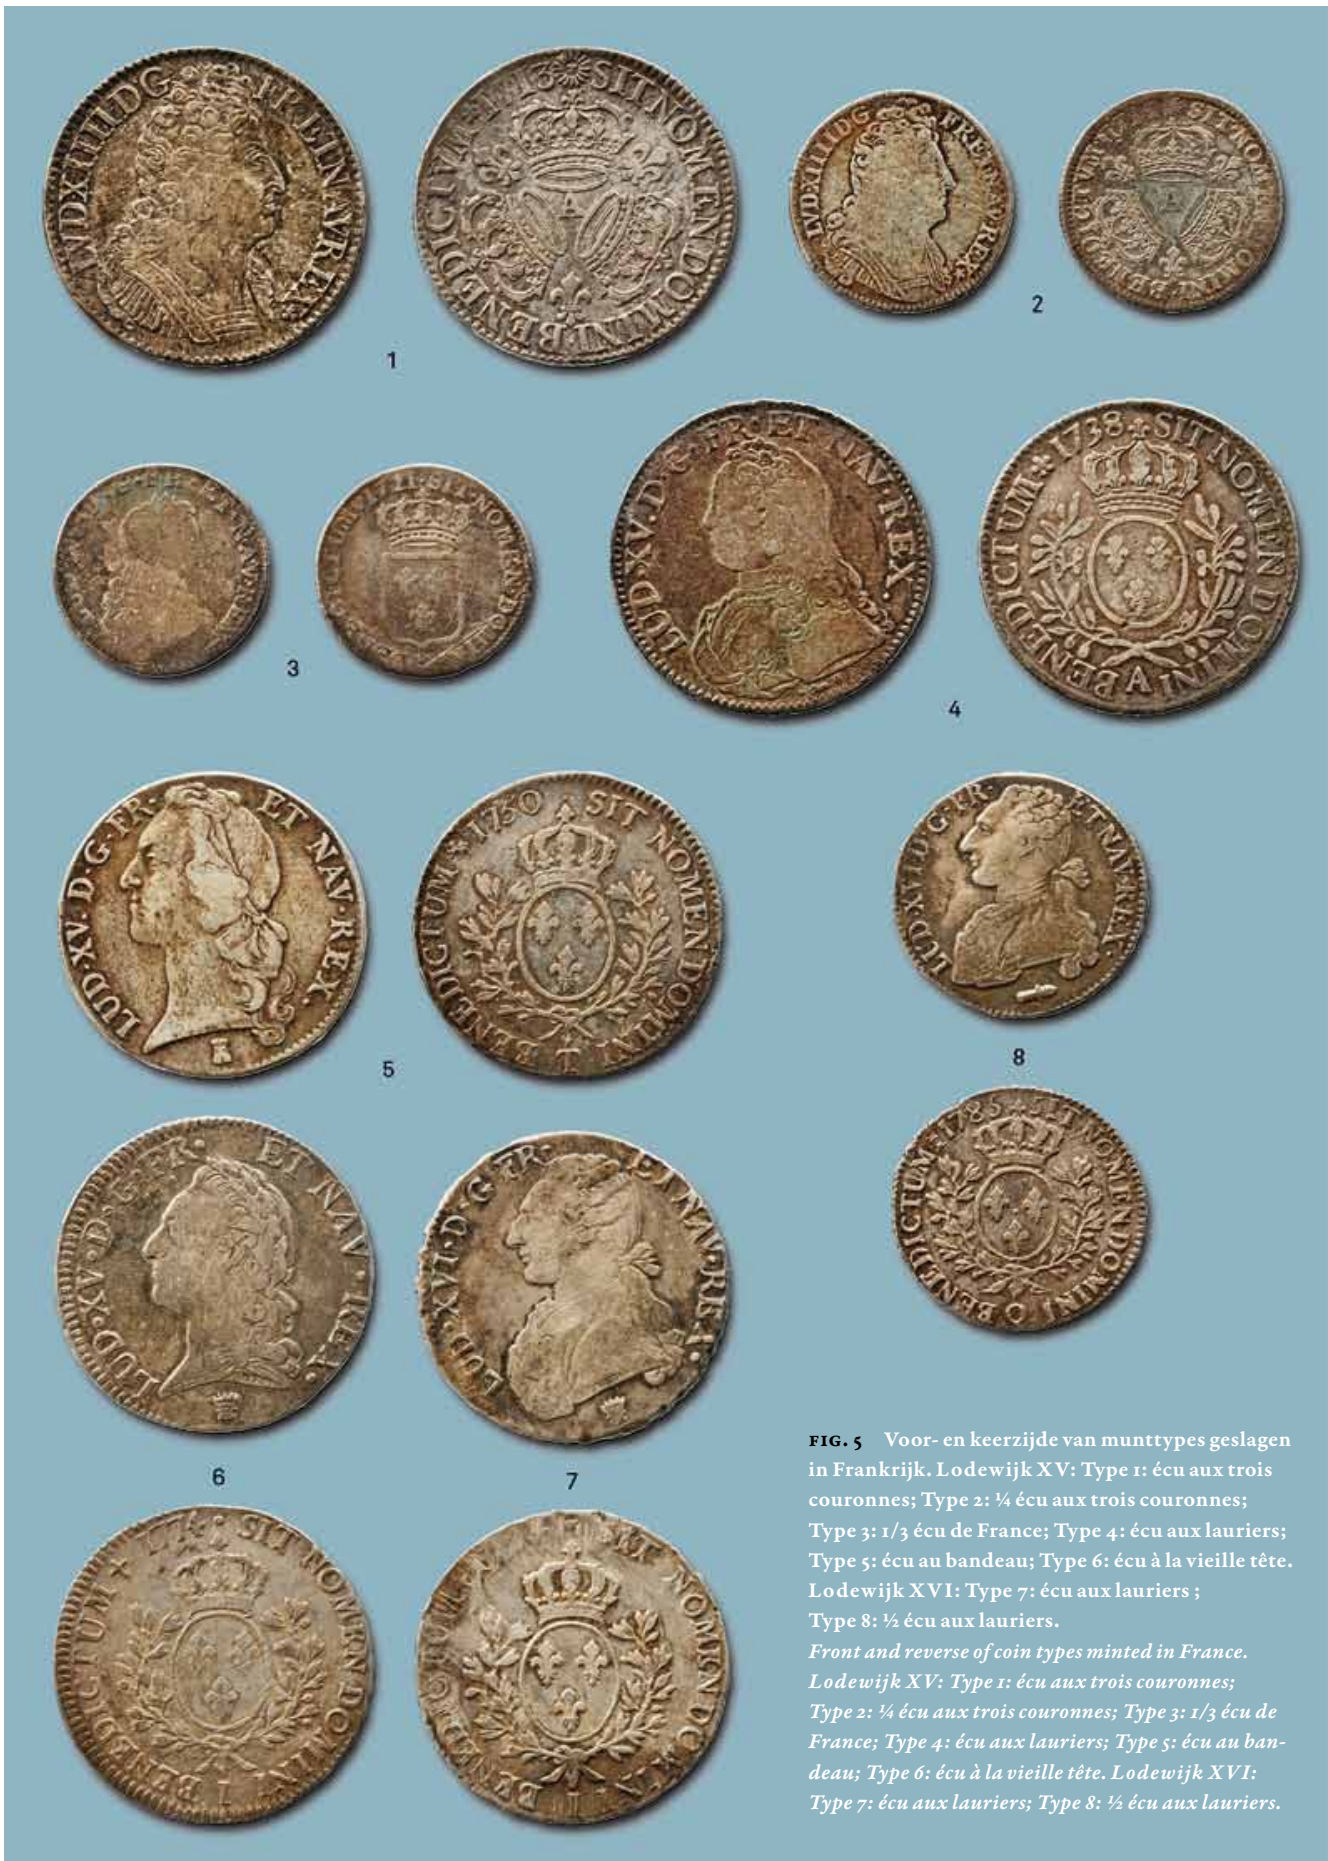 LVDXIIIIDG FR·ETNAV·REX
1713 SIT·NOMEN·DOMINI·BENEDICTVM
A
1
LVD·XIIII·D·G FR·ET·NAV·REX
A
2
3
LUD·XV·D·G·FR·ET·NAV·REX·
1738 SIT NOMEN DOMINI BENEDICTUM
A
4
LUD·XV·D·G·FR· ET NAV·REX·
1750 SIT NOMEN DOMINI BENEDICTUM
T
5
LUD·XVI·D·G·FR· ET NAV·REX·
8
1785 SIT NOMEN DOMINI BENEDICTUM
LUD·XV·D·G·FR· ET NAV·REX·
6
LUD·XVI·D·G·FR· ET NAV·RE
7
SIT NOMEN DOMINI BENEDICTUM
I
SIT NOMEN
I
FIG. 5 Voor- en keerzijde van munttypes geslagen
in Frankrijk. Lodewijk XV: Type 1: écu aux trois
couronnes; Type 2: ¼ écu aux trois couronnes;
Type 3: 1/3 écu de France; Type 4: écu aux lauriers;
Type 5: écu au bandeau; Type 6: écu à la vieille tête.
Lodewijk XVI: Type 7: écu aux lauriers ;
Type 8: ½ écu aux lauriers.
Front and reverse of coin types minted in France.
Lodewijk XV: Type 1: écu aux trois couronnes;
Type 2: ¼ écu aux trois couronnes; Type 3: 1/3 écu de
France; Type 4: écu aux lauriers; Type 5: écu au ban-
deau; Type 6: écu à la vieille tête. Lodewijk XVI:
Type 7: écu aux lauriers; Type 8: ½ écu aux lauriers.